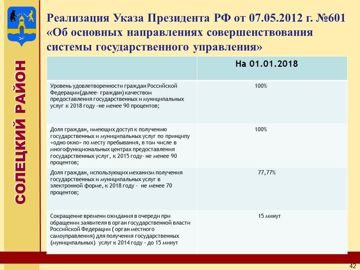 Реализация Указа Президента РФ от 07.05.2012 г. №601
«Об основных направлениях совершенствования
системы государственного управления»
СОЛЕЦКИЙ РАЙОН
На 01.01.2018
Уровень удовлетворенности граждан Российской
Федерации(далее- граждан) качеством
предоставления государственных и муниципальных
услуг к 2018 году -не менее 90 процентов;
100%
Доля граждан, имеющих доступ к получению
государственных и муниципальных услуг по принципу
«одно окно» по месту пребывания, в том числе в
многофункциональных центрах предоставления
государственных услуг, к 2015 году- не менее 90
процентов;
100%
Доля граждан, использующих механизм получения
государственных и муниципальных услуг в
электронной форме, к 2018 году - не менее 70
процентов;
77,77%
Сокращение времени ожидания в очереди при
обращении заявителя в орган государственной власти
Российской Федерации ( орган местного
самоуправления) для получения государственных
(муниципальных) услуг к 2014 году - до 15 минут
15 минут
42